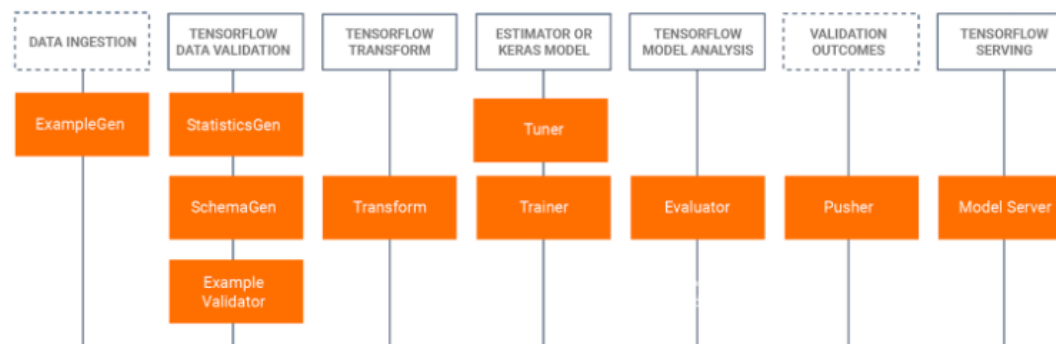 DATA INGESTION
TENSORFLOW
DATA VALIDATION
TENSORFLOW
TRANSFORM
ESTIMATOR OR
KERAS MODEL
TENSORFLOW
MODEL ANALYSIS
VALIDATION
OUTCOMES
TENSORFLOW
SERVING
ExampleGen
StatisticsGen
Tuner
SchemaGen
Transform
Trainer
Evaluator
Pusher
Model Server
Example
Validator